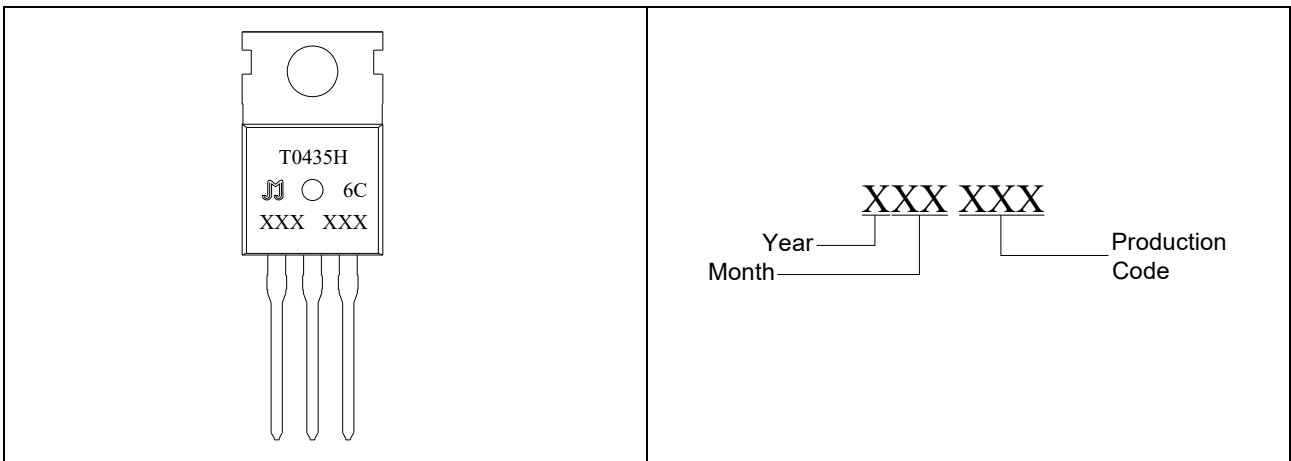 T0435H
6C
XXX XXX
XXX XXX
Year
Month
Production
Code